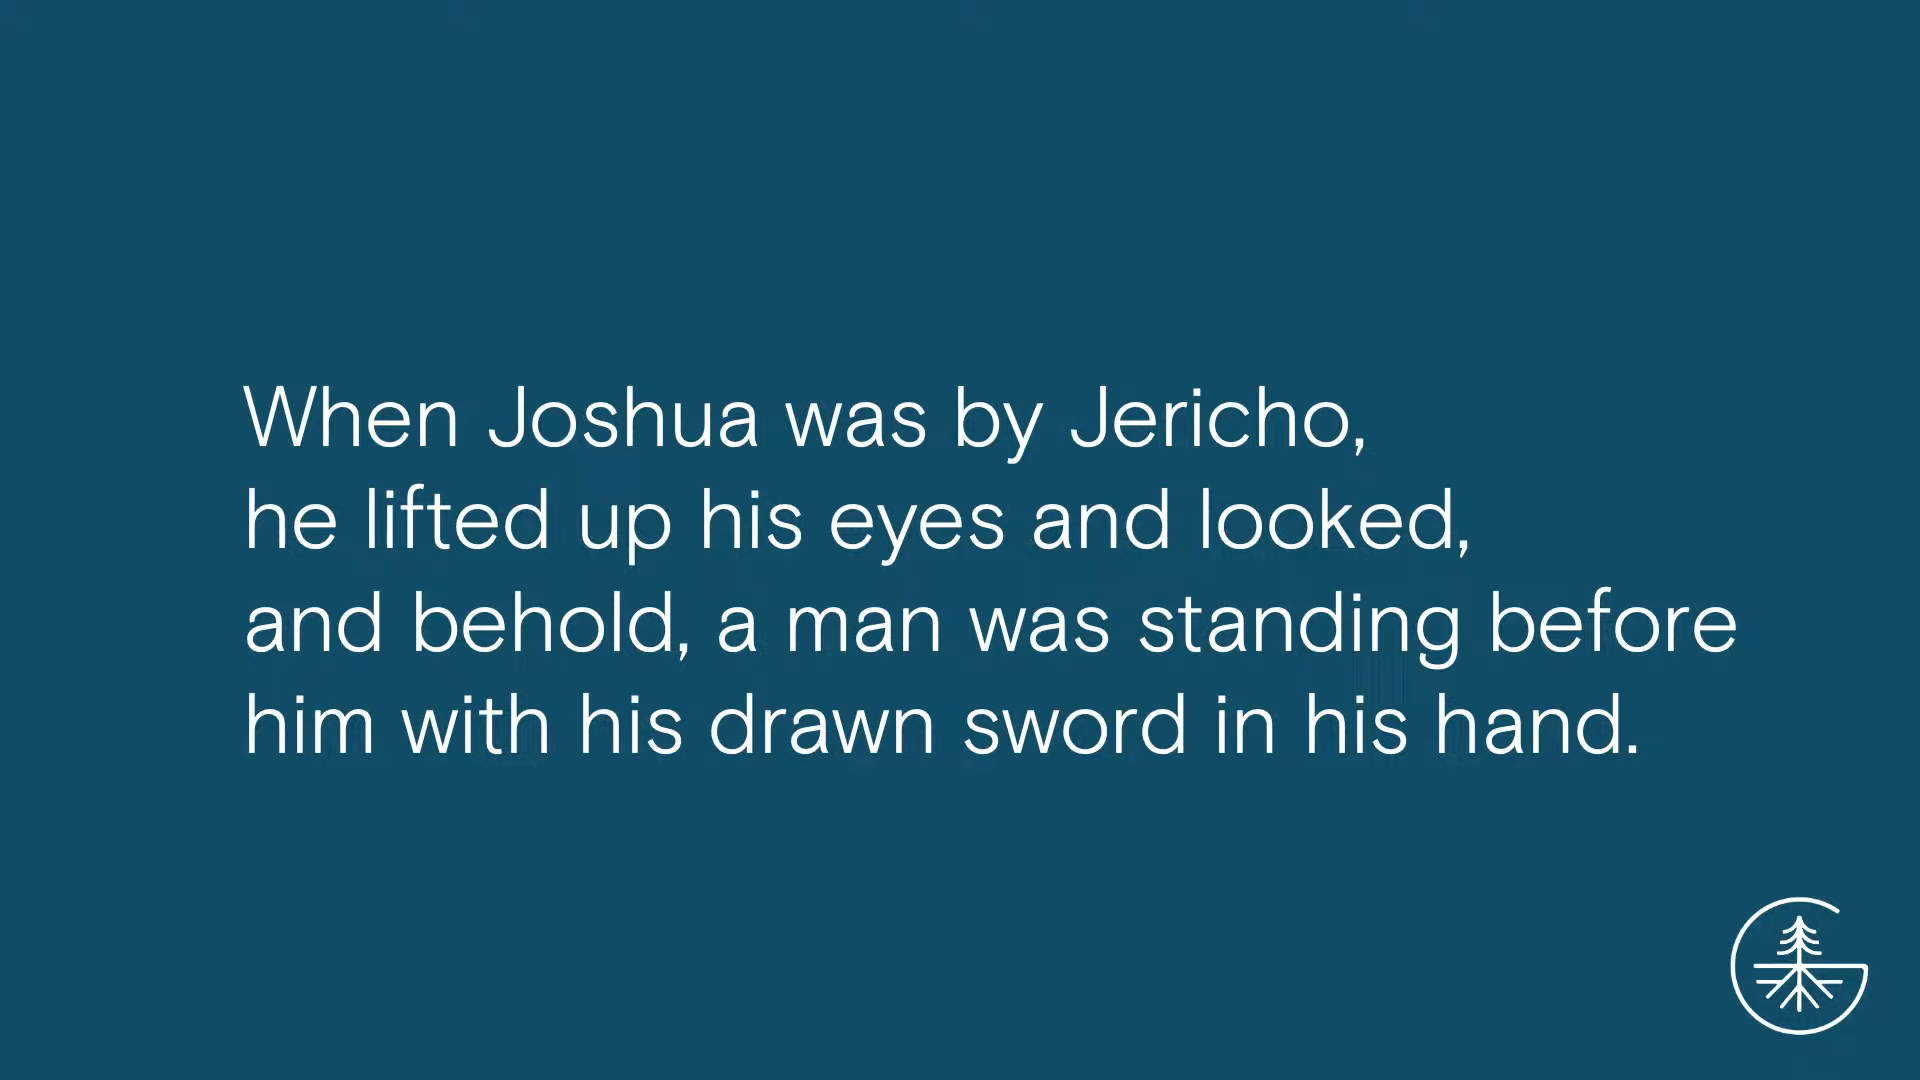 When Joshua was by Jericho,
he lifted up his eyes and looked,
and behold, a man was standing before
him with his drawn sword in his hand.